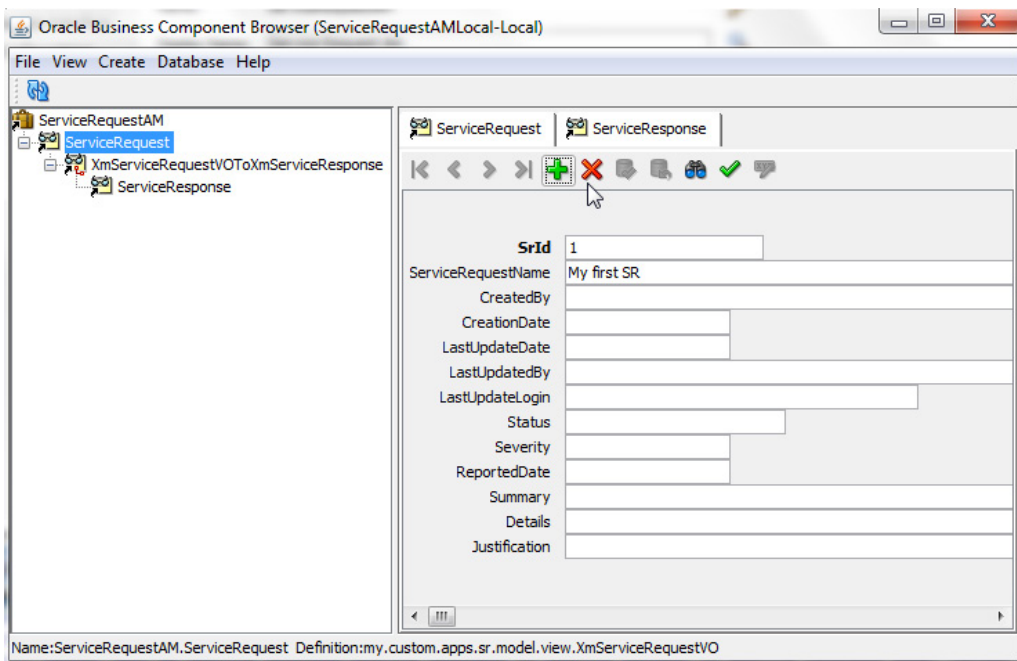 Oracle Business Component Browser (ServiceRequestAMLocal-Local)
File View Create Database Help
ServiceRequestAM
ServiceRequest
XmServiceRequestVOToXmServiceResponse
ServiceResponse
ServiceRequest ServiceResponse
SrId 1
ServiceRequestName My first SR
CreatedBy
CreationDate
LastUpdateDate
LastUpdatedBy
LastUpdateLogin
Status
Severity
ReportedDate
Summary
Details
Justification
Name:ServiceRequestAM.ServiceRequest Definition:my.custom.apps.sr.model.view.XmServiceRequestVO